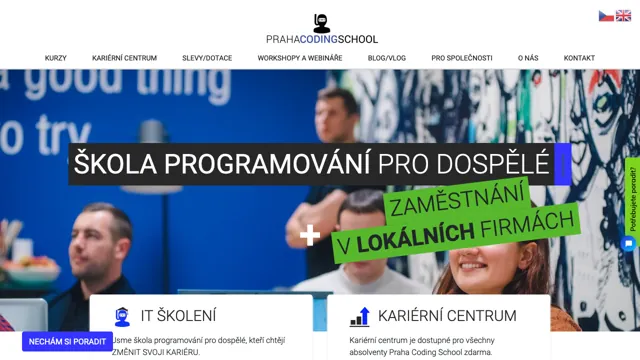 PRAHACODINGSCHOOL
KURZY KARIÉRNÍ CENTRUM SLEVY/DOTACE WORKSHOPY A WEBINÁŘE BLOG/VLOG PRO SPOLEČNOSTI O NÁS KONTAKT
a good thing
to try.
ŠKOLA PROGRAMOVÁNÍ PRO DOSPĚLÉ
ZAMĚSTNÁNÍ
V LOKÁLNÍCH FIRMÁCH
+
Potřebujete poradit?
IT ŠKOLENÍ
Jsme škola programování pro dospělé, kteří chtějí
ZMĚNIT SVOJI KARIÉRU.
KARIÉRNÍ CENTRUM
Kariérní centrum je dostupné pro všechny
absolventy Praha Coding School zdarma.
NECHÁM SI PORADIT